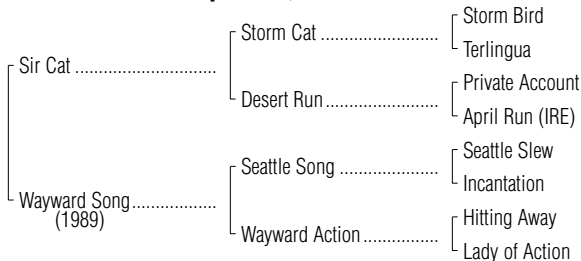 Storm Bird
Storm Cat ........................
Terlingua
Sir Cat .............................
Private Account
Desert Run .......................
April Run (IRE)
Seattle Slew
Seattle Song ....................
Incantation
Wayward Song .................
(1989)
Hitting Away
Wayward Action ...............
Lady of Action